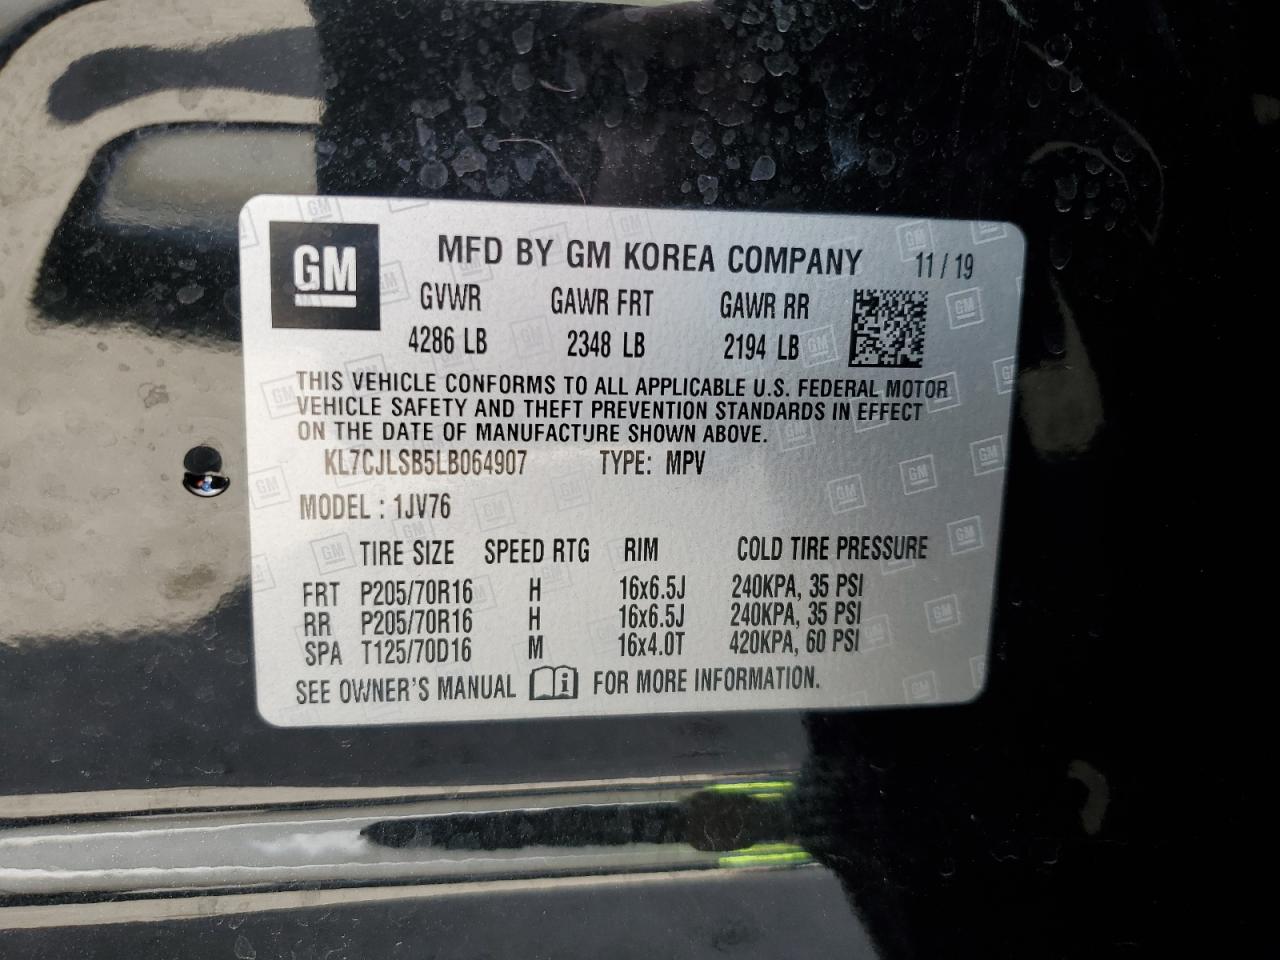 GM
MFD BY GM KOREA COMPANY 11 / 19
GVWR GAWR FRT GAWR RR
4286 LB 2348 LB 2194 LB
THIS VEHICLE CONFORMS TO ALL APPLICABLE U.S. FEDERAL MOTOR
VEHICLE SAFETY AND THEFT PREVENTION STANDARDS IN EFFECT
ON THE DATE OF MANUFACTURE SHOWN ABOVE.
KL7CJLSB5LB064907 TYPE: MPV
MODEL : 1JV76
TIRE SIZE SPEED RTG RIM COLD TIRE PRESSURE
FRT P205/70R16 H 16x6.5J 240KPA, 35 PSI
RR P205/70R16 H 16x6.5J 240KPA, 35 PSI
SPA T125/70D16 M 16x4.0T 420KPA, 60 PSI
SEE OWNER'S MANUAL i FOR MORE INFORMATION.